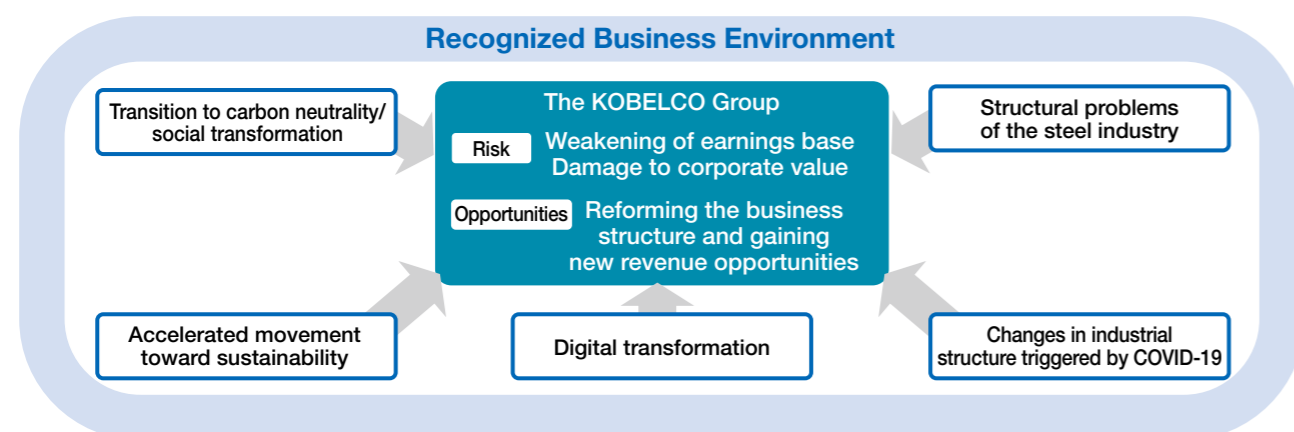 Recognized Business Environment
Transition to carbon neutrality/
social transformation
The KOBELCO Group
Risk
Weakening of earnings base
Damage to corporate value
Opportunities
Reforming the business
structure and gaining
new revenue opportunities
Structural problems
of the steel industry
Accelerated movement
toward sustainability
Digital transformation
Changes in industrial
structure triggered by COVID-19